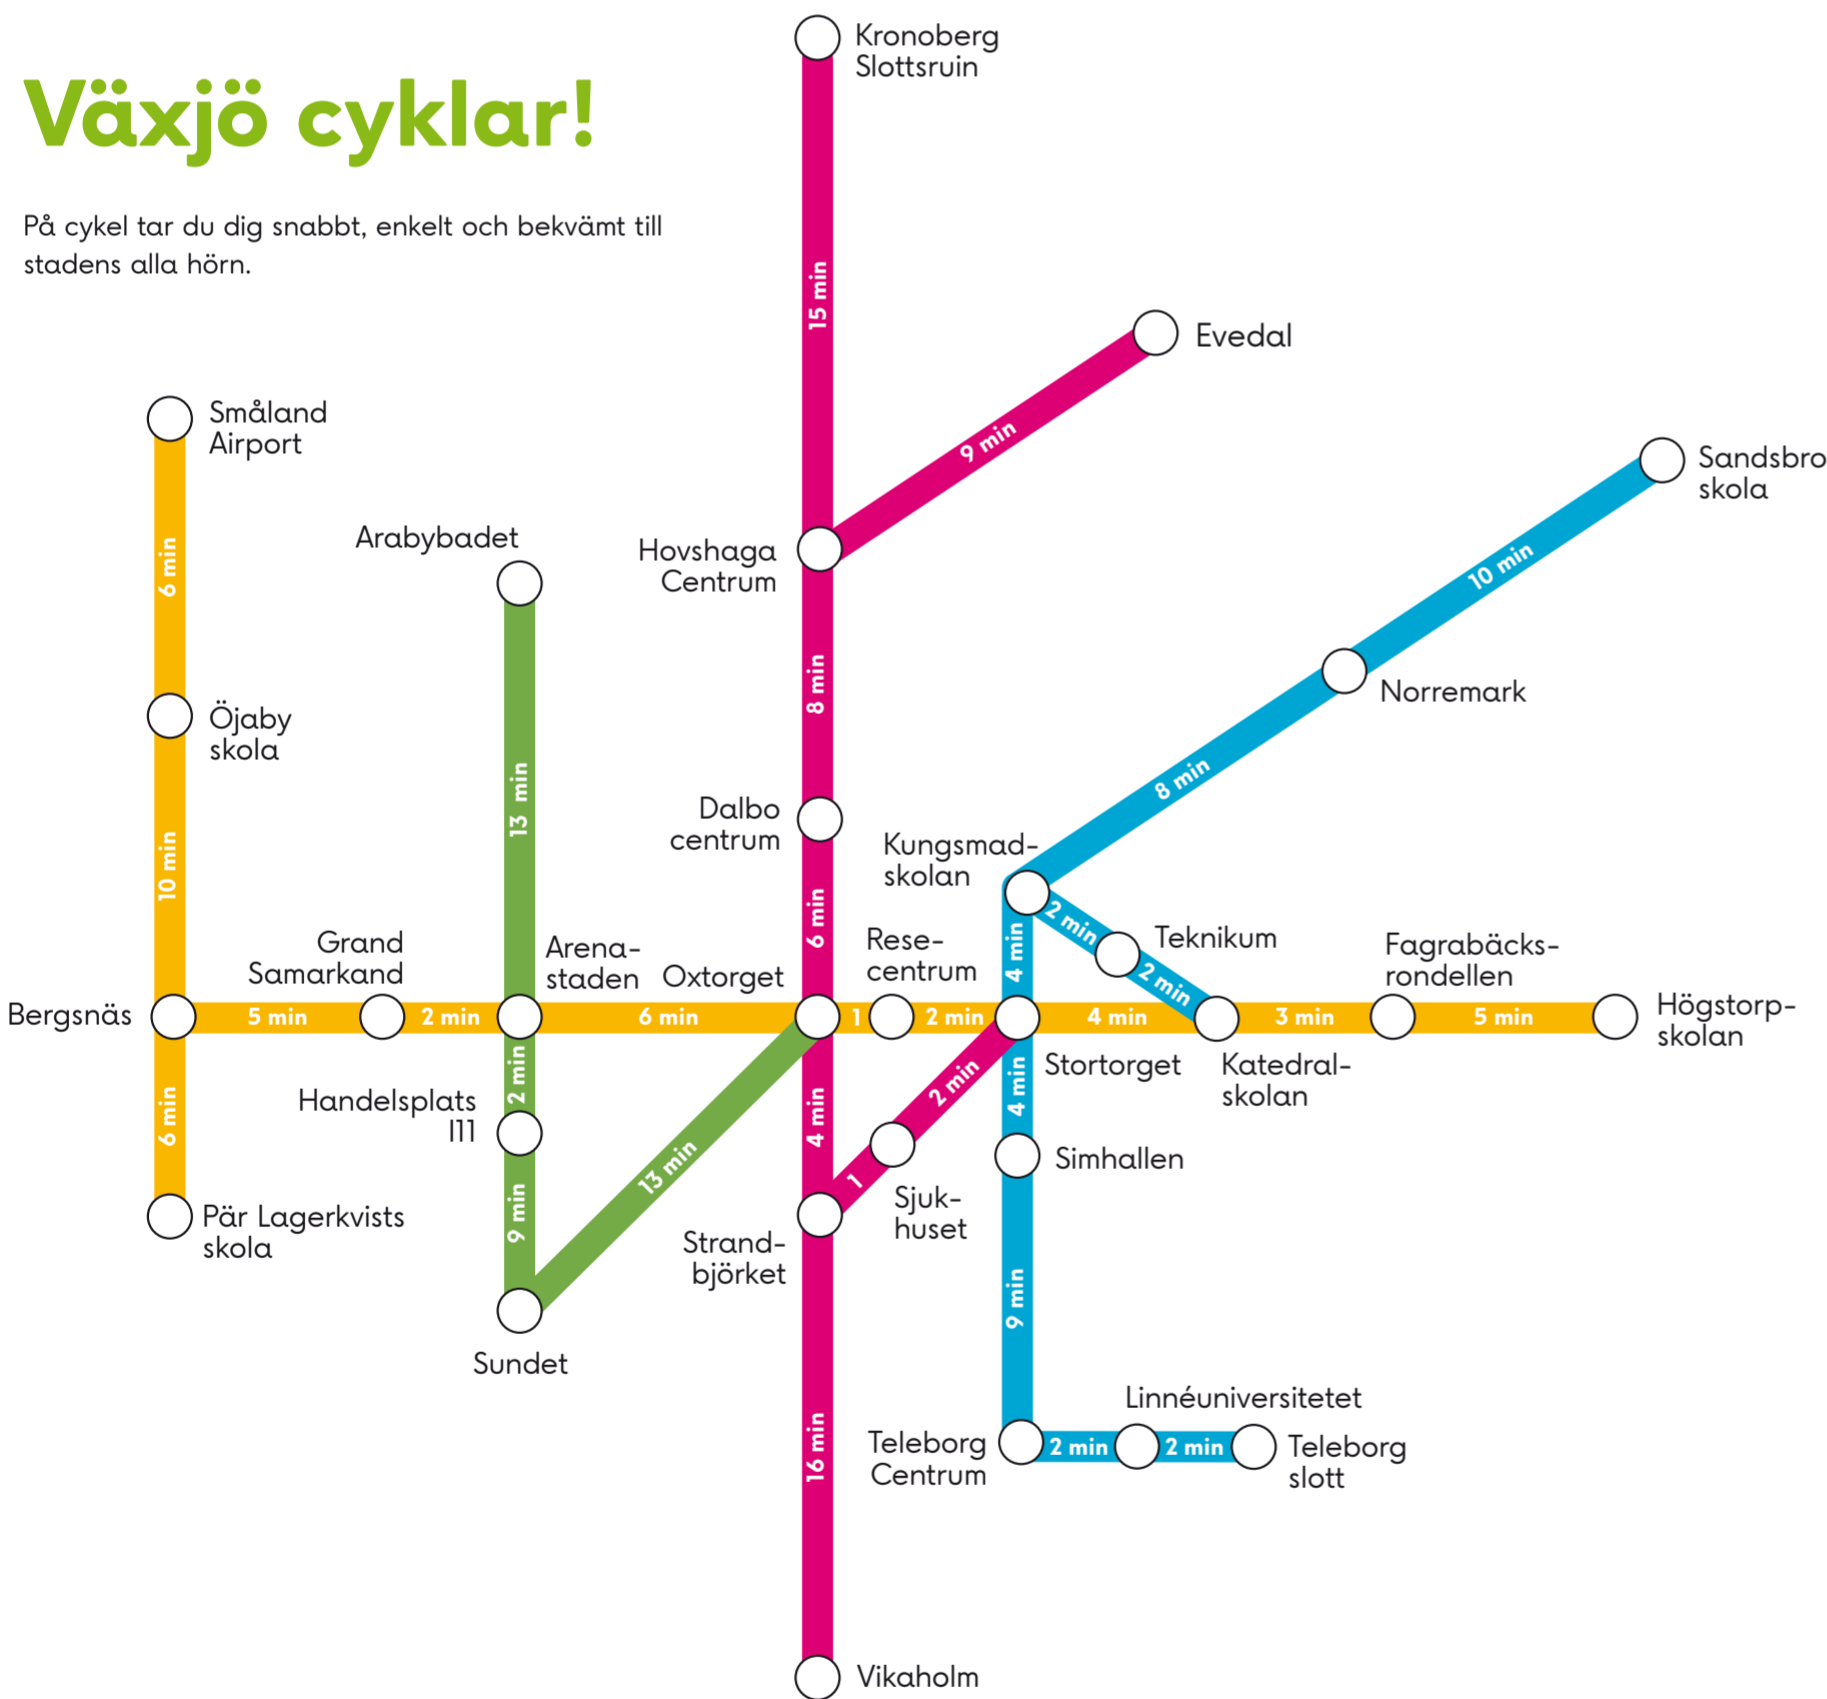 Växjö cyklar!
På cykel tar du dig snabbt, enkelt och bekvämt till
stadens alla hörn.
Kronoberg
Slottsruin
15 min
Evedal
9 min
Småland
Airport
Sandsbro
skola
Arabybadet
Hovshaga
Centrum
6 min
10 min
Norremark
Öjaby
skola
8 min
13 min
8 min
Dalbo
centrum
Kungsmad-
skolan
10 min
6 min
2 min
4 min
Teknikum
2 min
Grand
Samarkand
Arena-
staden
Oxtorget
Rese-
centrum
Fagrabäcks-
rondellen
Bergsnäs
5 min
2 min
6 min
1
2 min
4 min
3 min
5 min
Högstorp-
skolan
Stortorget
Katedral-
skolan
2 min
4 min
2 min
4 min
6 min
Handelsplats
I11
13 min
Simhallen
1
Sjuk-
huset
Pär Lagerkvists
skola
9 min
Strand-
björket
9 min
Sundet
16 min
Linnéuniversitetet
Teleborg
Centrum
2 min
2 min
Teleborg
slott
Vikaholm